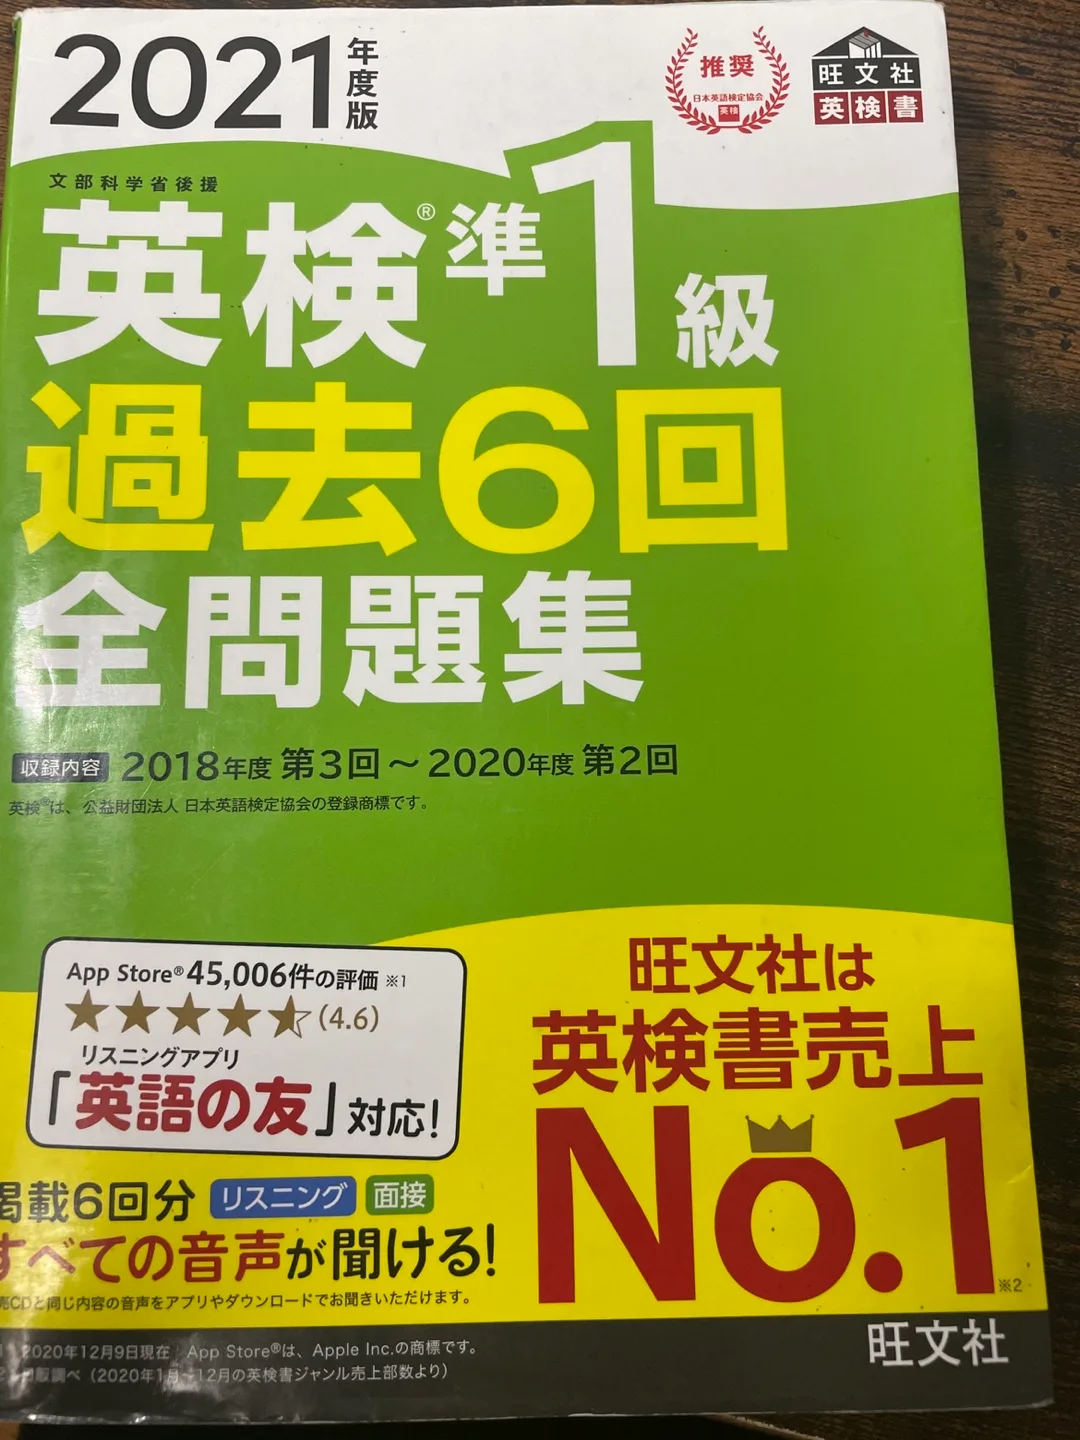 2021年度版
推奨
日本英語検定協会
英検
旺文社
英検書
文部科学省後援
英検®準1級
過去6回
全問題集
収録内容 2018年度 第3回～2020年度 第2回
英検®は、公益財団法人 日本英語検定協会の登録商標です。
App Store® 45,006件の評価 ※1
(4.6)
リスニングアプリ
「英語の友」対応!
旺文社は
英検書売上
No.1 ※2
掲載6回分 リスニング 面接
すべての音声が聞ける!
売CDと同じ内容の音声をアプリやダウンロードでお聞きいただけます。
2020年12月9日現在 App Store®は、Apple Inc.の商標です。
調べ（2020年1月～12月の英検書ジャンル売上部数より）
旺文社